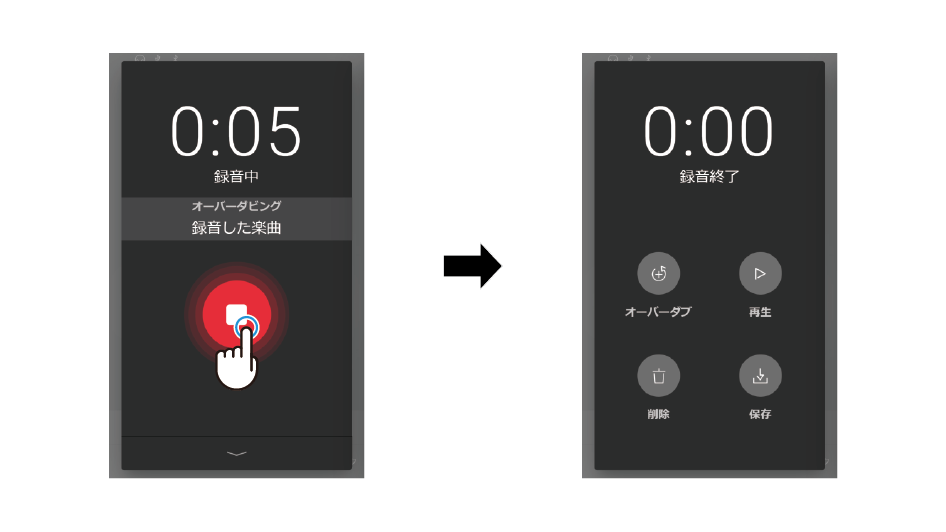 0:05
録音中
オーバーダビング
録音した楽曲
0:00
録音終了
オーバーダブ
再生
削除
保存